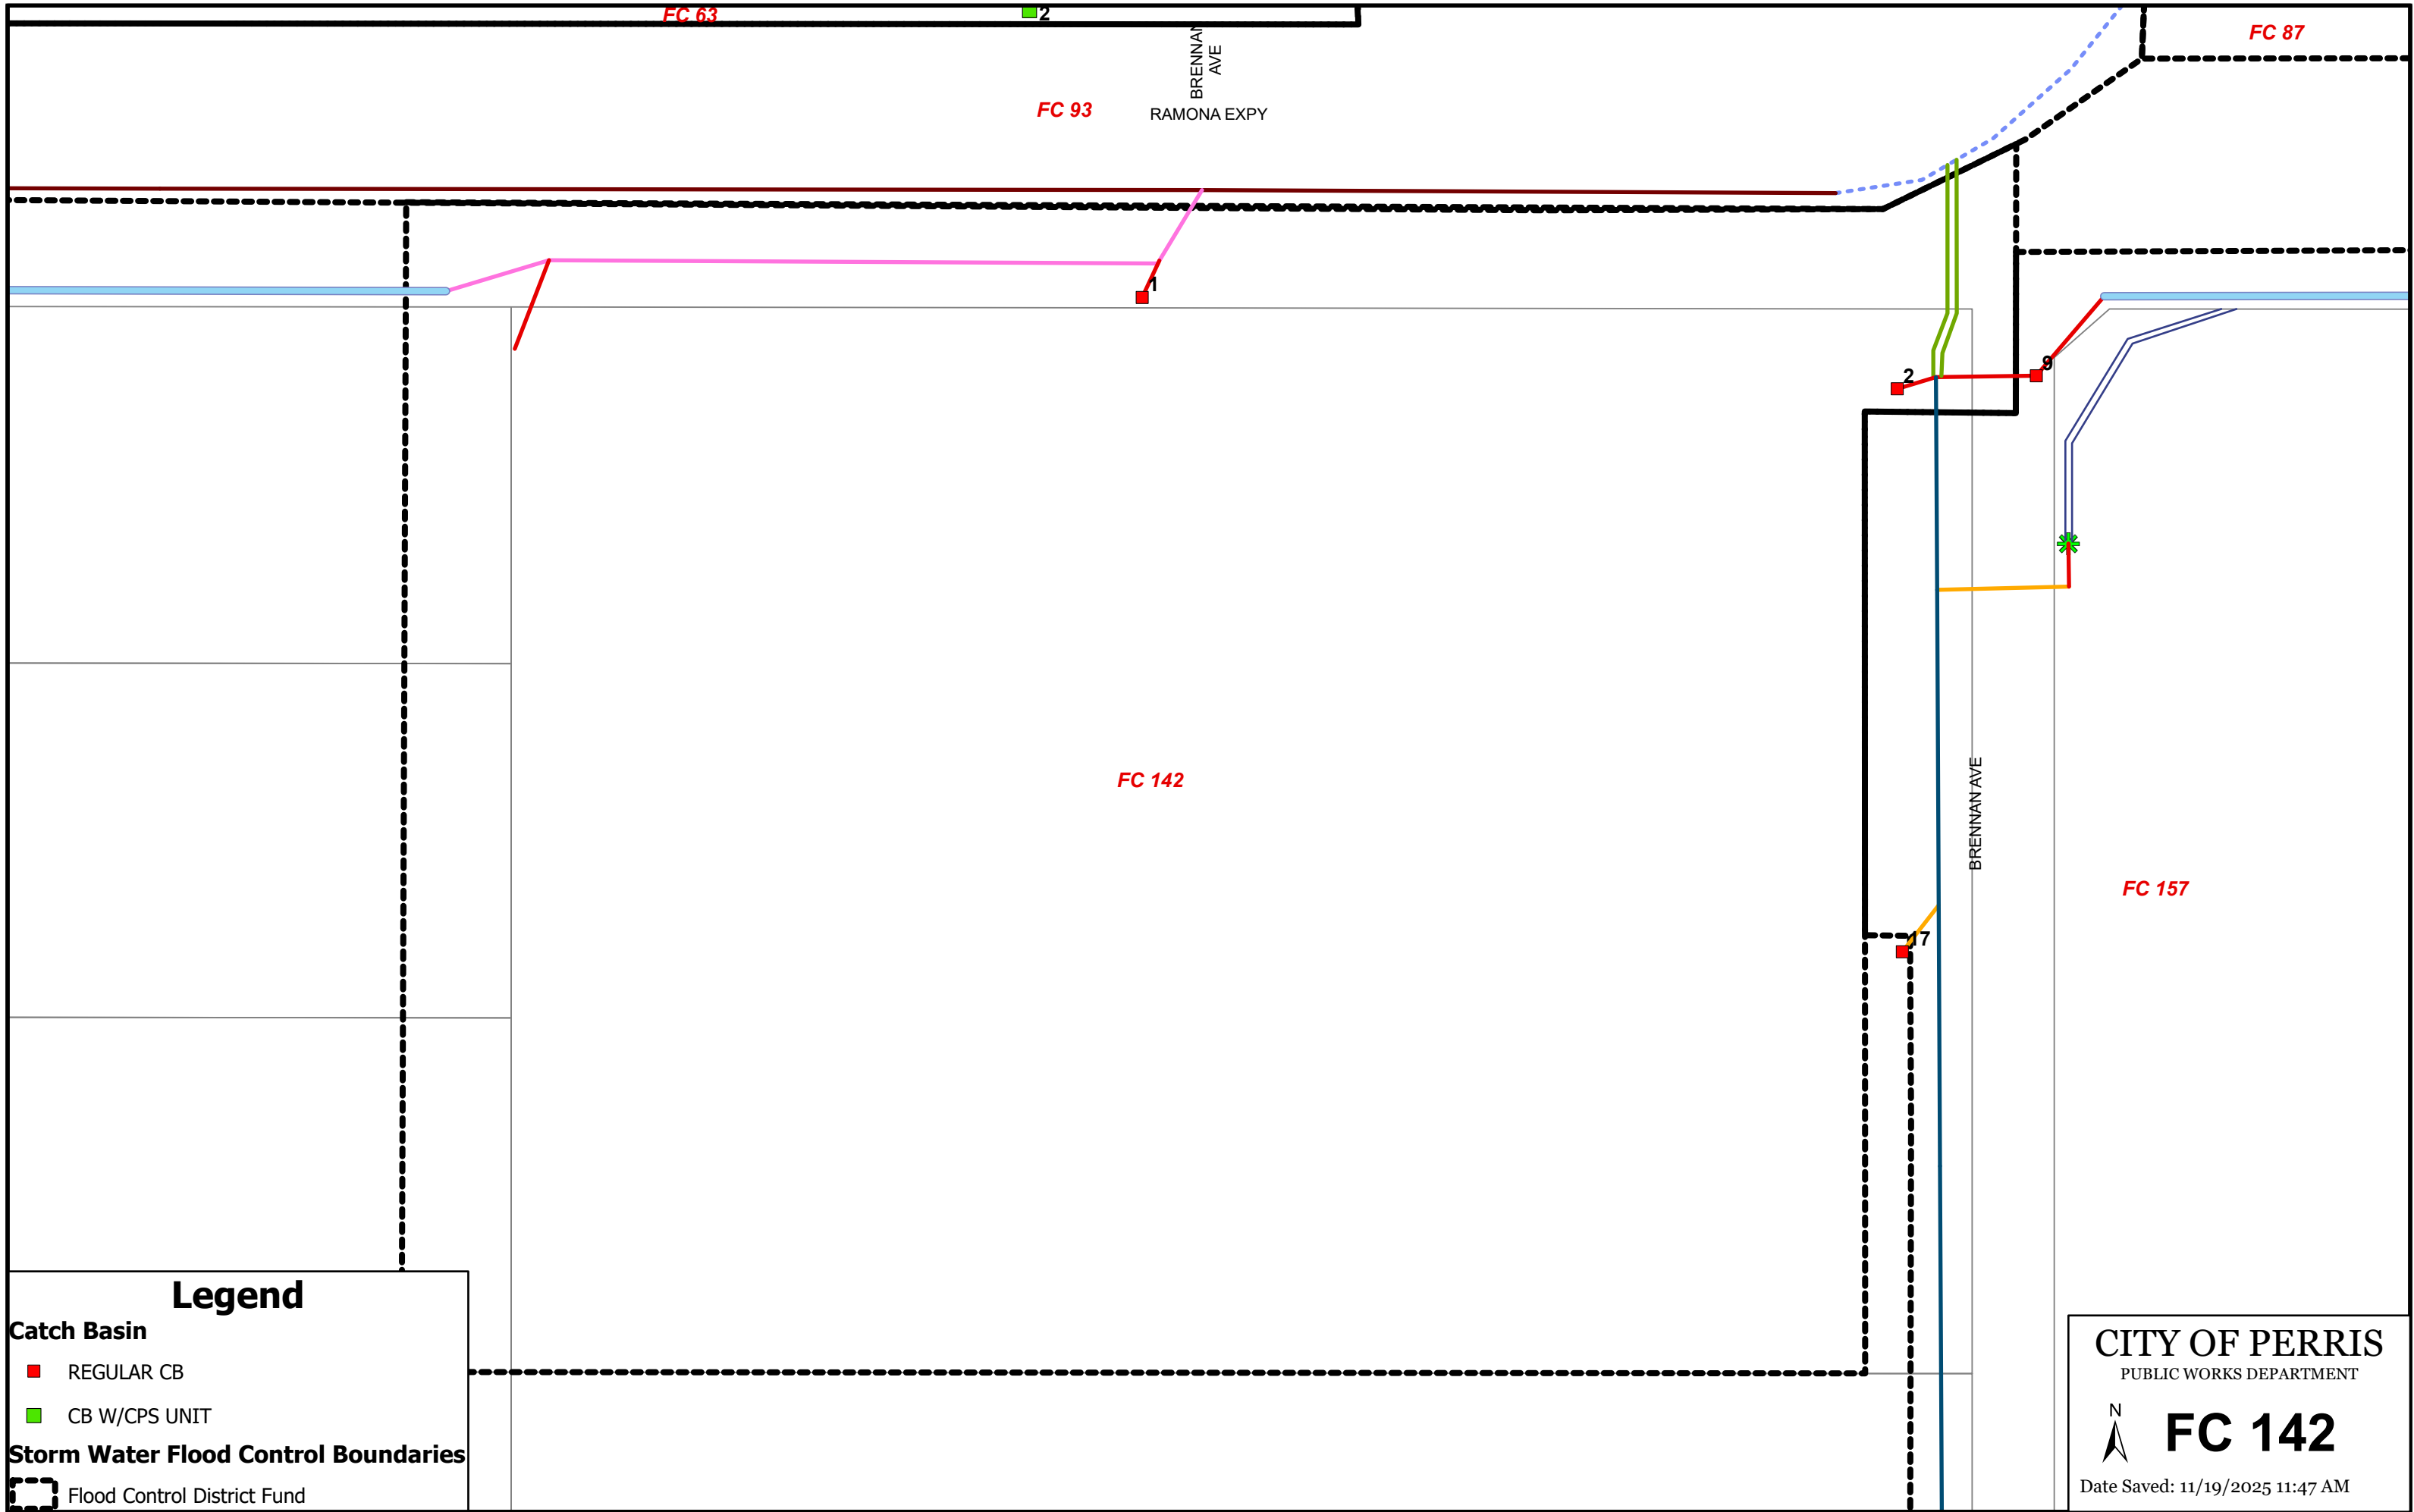 FC 63
2
BRENNAN
AVE
FC 87
FC 93
RAMONA EXPY
1
2
9
FC 142
BRENNAN AVE
FC 157
17
Legend
Catch Basin
REGULAR CB
CB W/CPS UNIT
Storm Water Flood Control Boundaries
Flood Control District Fund
CITY OF PERRIS
PUBLIC WORKS DEPARTMENT
N
FC 142
Date Saved: 11/19/2025 11:47 AM